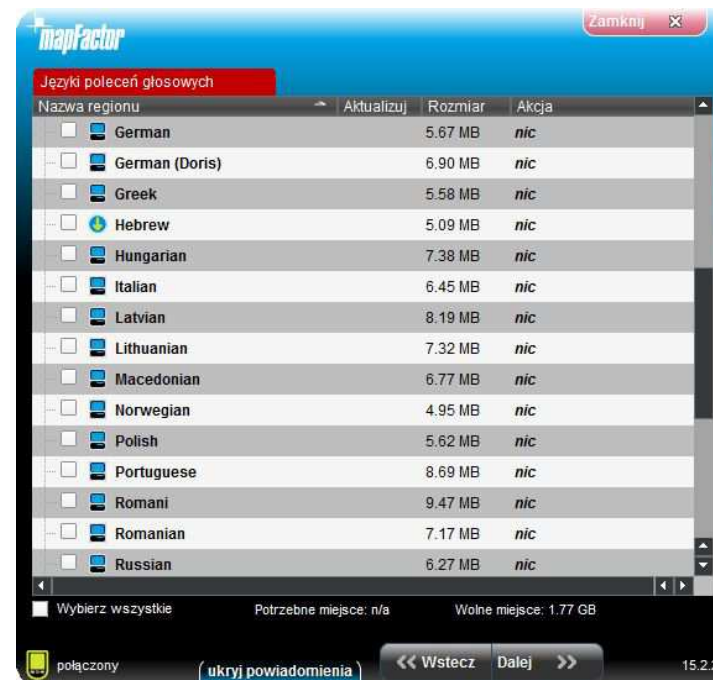 Zamknij X
mapFactor
Języki poleceń głosowych
Nazwa regionu Aktualizuj Rozmiar Akcja
German 5.67 MB nic
German (Doris) 6.90 MB nic
Greek 5.58 MB nic
Hebrew 5.09 MB nic
Hungarian 7.38 MB nic
Italian 6.45 MB nic
Latvian 8.19 MB nic
Lithuanian 7.32 MB nic
Macedonian 6.77 MB nic
Norwegian 4.95 MB nic
Polish 5.62 MB nic
Portuguese 8.69 MB nic
Romani 9.47 MB nic
Romanian 7.17 MB nic
Russian 6.27 MB nic
Wybierz wszystkie Potrzebne miejsce: n/a Wolne miejsce: 1.77 GB
połączony ( ukryj powiadomienia ) << Wstecz Dalej >> 15.2.